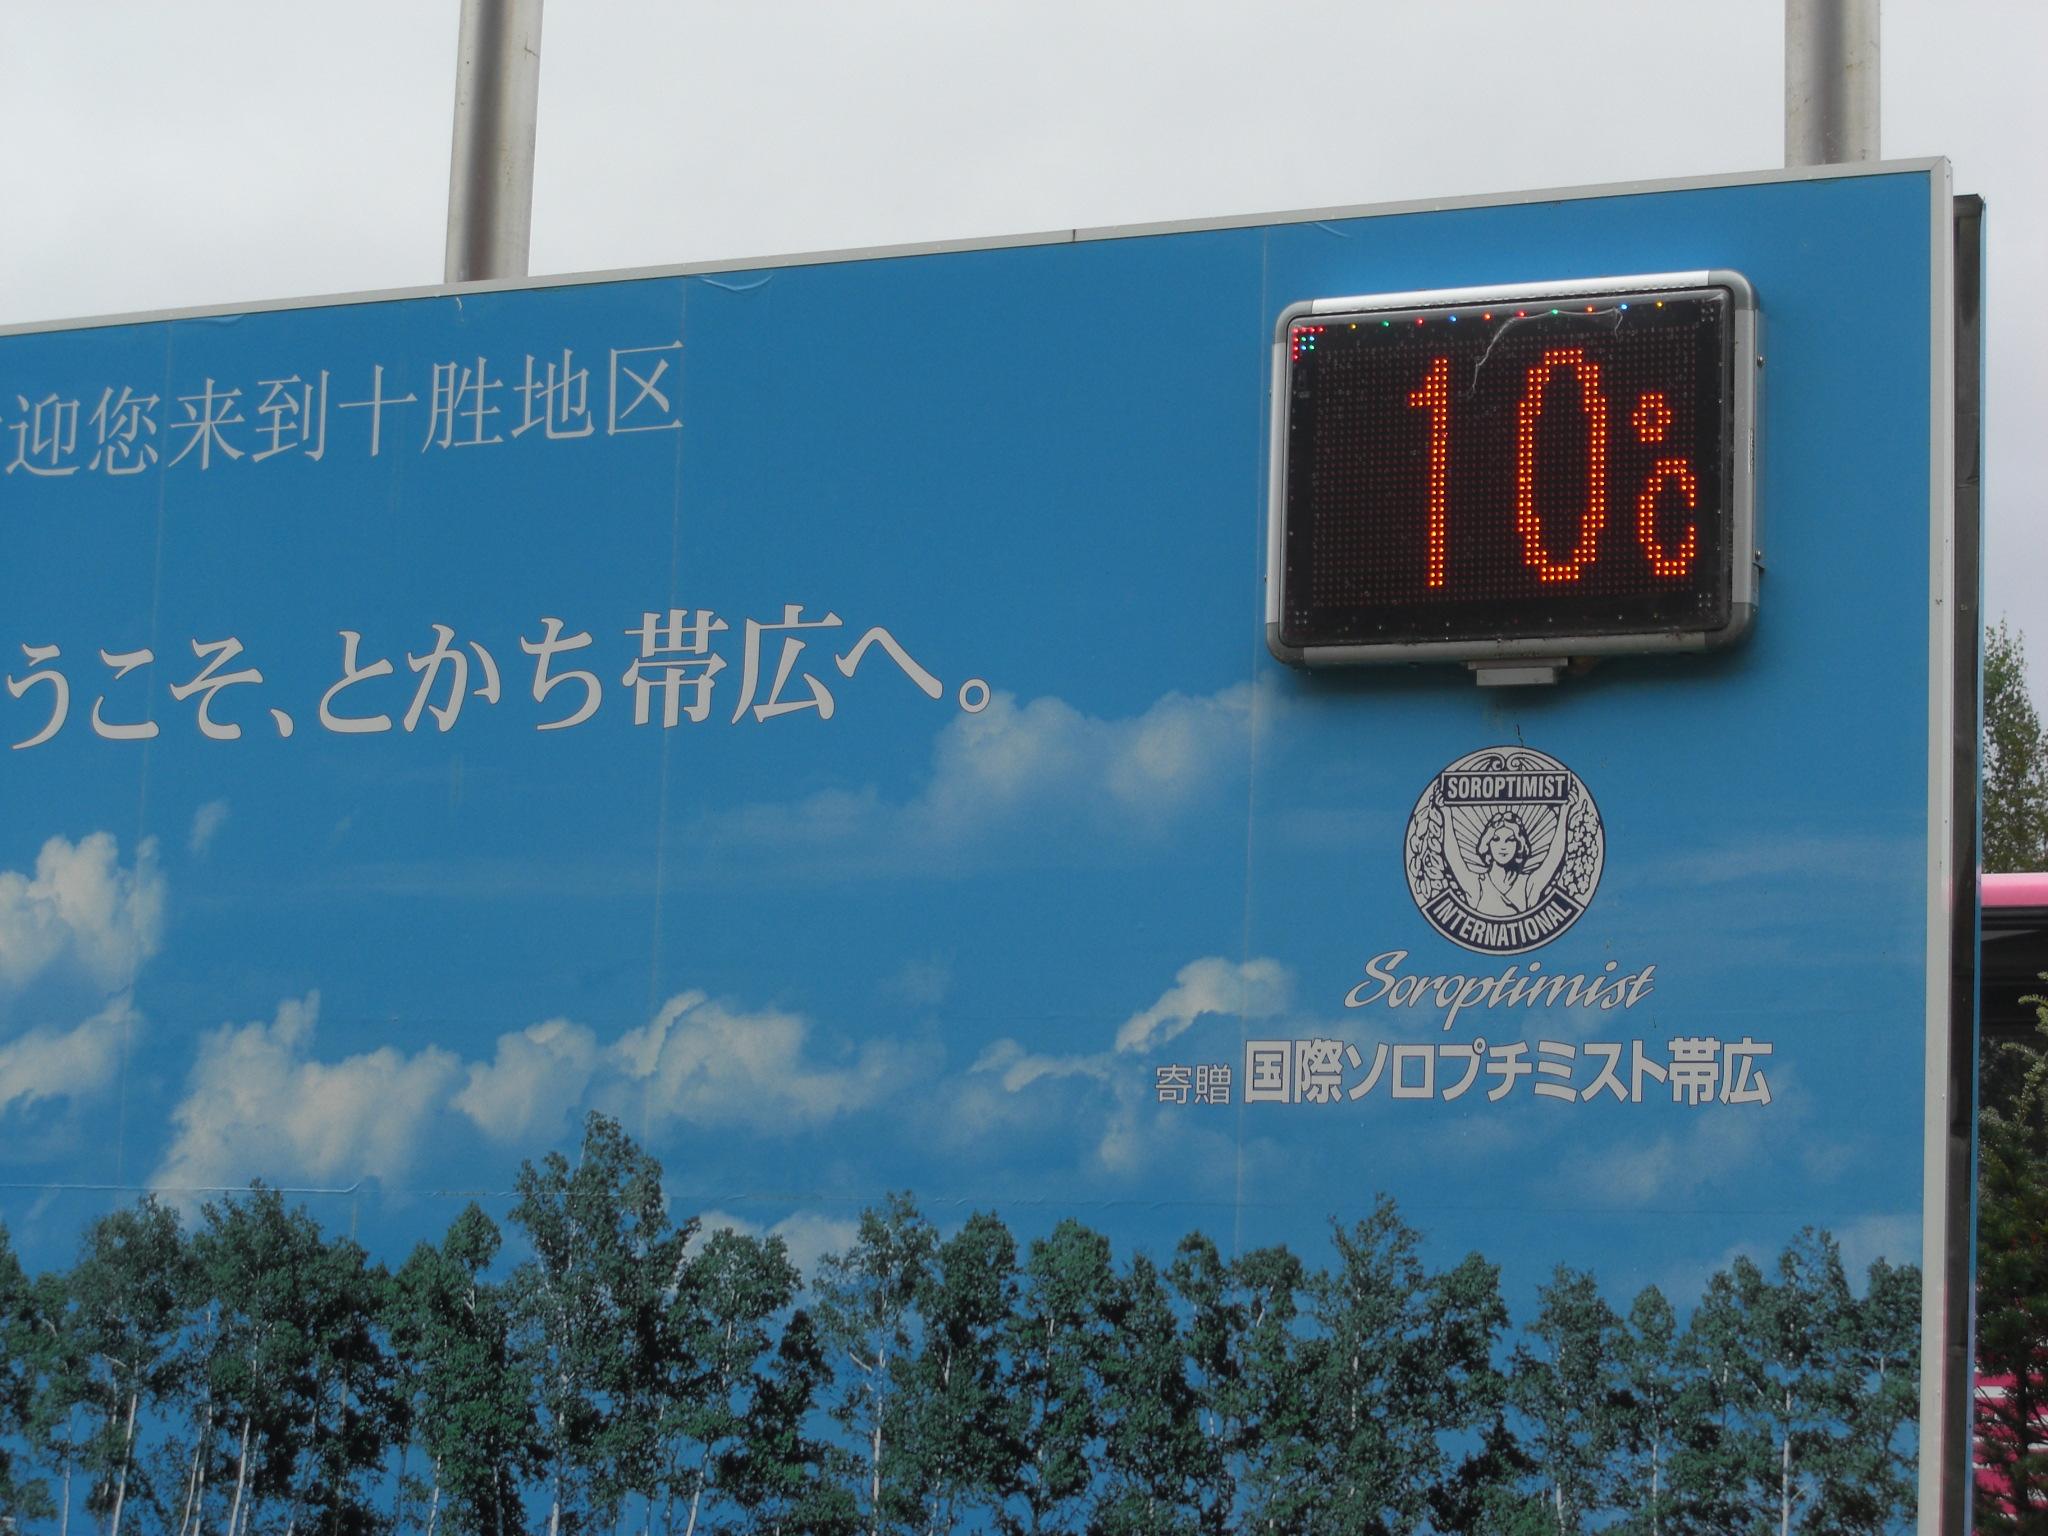 迎您来到十胜地区
うこそ、とかち帯広へ。
10℃
SOROPTIMIST
INTERNATIONAL
Soroptimist
寄贈 国際ソロプチミスト帯広